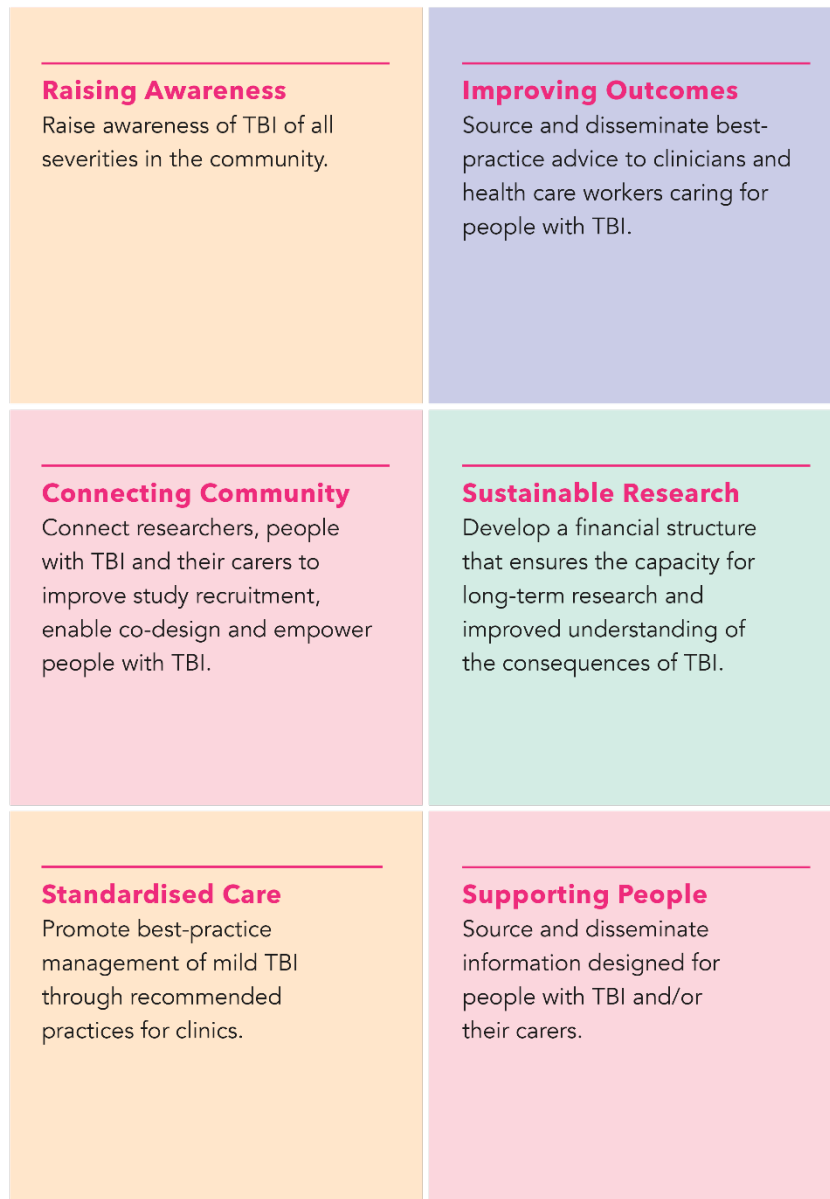 Raising Awareness
Raise awareness of TBI of all
severities in the community.
Improving Outcomes
Source and disseminate best-
practice advice to clinicians and
health care workers caring for
people with TBI.
Connecting Community
Connect researchers, people
with TBI and their carers to
improve study recruitment,
enable co-design and empower
people with TBI.
Sustainable Research
Develop a financial structure
that ensures the capacity for
long-term research and
improved understanding of
the consequences of TBI.
Standardised Care
Promote best-practice
management of mild TBI
through recommended
practices for clinics.
Supporting People
Source and disseminate
information designed for
people with TBI and/or
their carers.